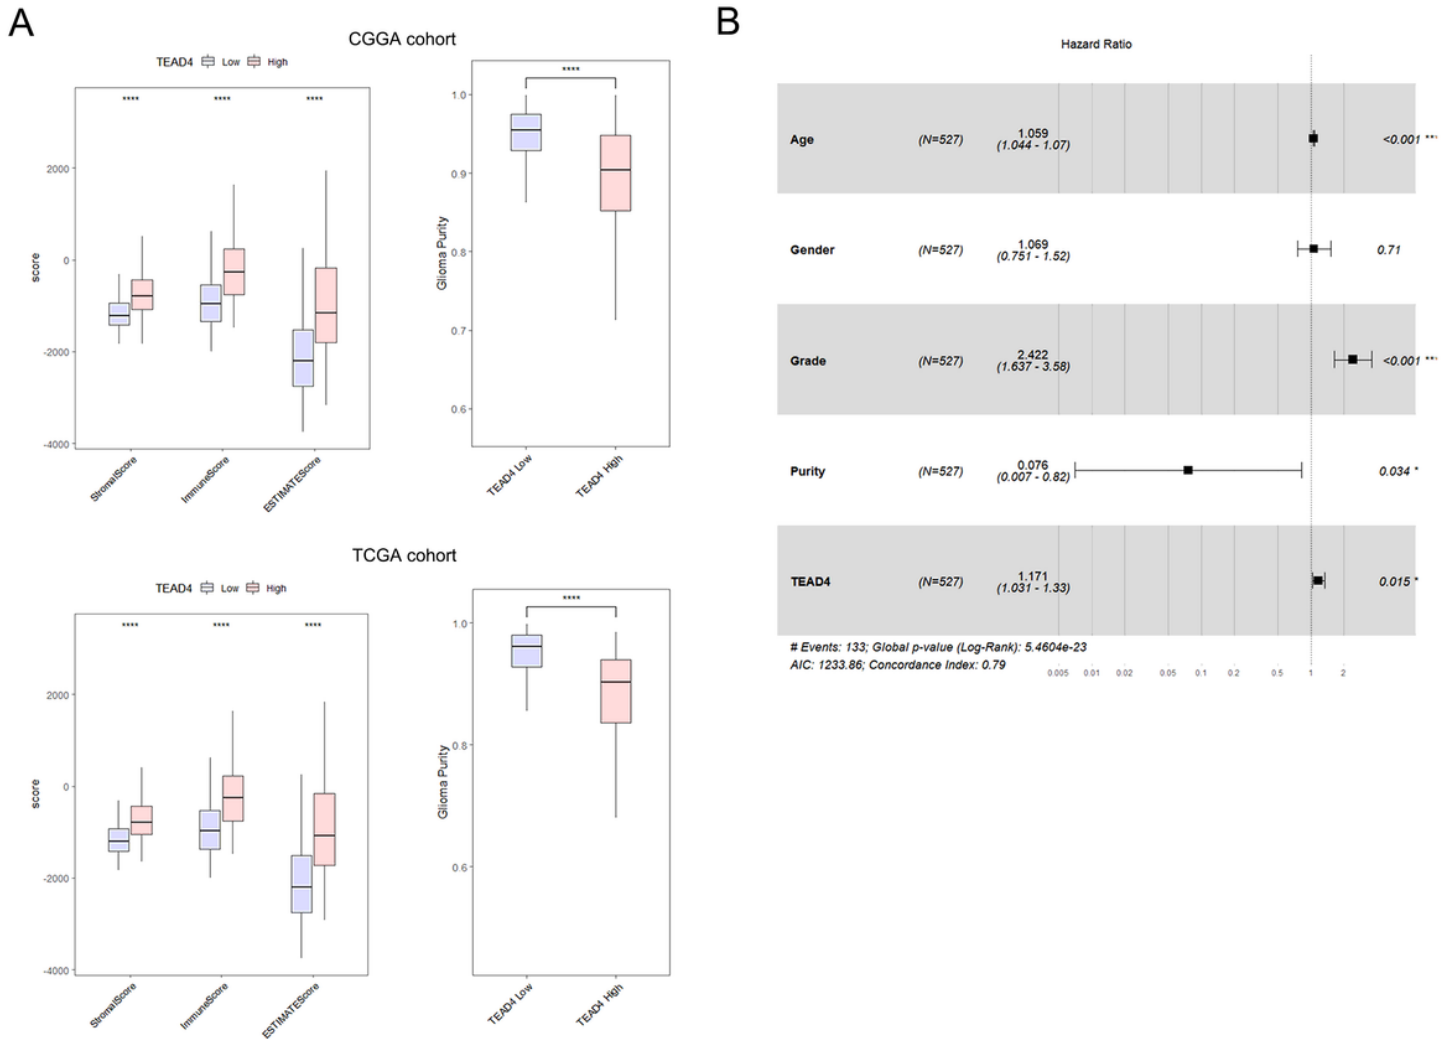 A
CGGA cohort
TEAD4 Low High
**** **** ****
score
2000
0
-2000
-4000
StromalScore
ImmuneScore
ESTIMATEScore
****
Glioma Purity
1.0
0.9
0.8
0.7
0.6
TEAD4 Low
TEAD4 High
TCGA cohort
TEAD4 Low High
**** **** ****
score
2000
0
-2000
-4000
StromalScore
ImmuneScore
ESTIMATEScore
****
Glioma Purity
1.0
0.8
0.6
TEAD4 Low
TEAD4 High
B
Hazard Ratio
Age (N=527) 1.059 <0.001 ***
(1.044 - 1.07)
Gender (N=527) 1.069 0.71
(0.751 - 1.52)
Grade (N=527) 2.422 <0.001 ***
(1.637 - 3.58)
Purity (N=527) 0.076 0.034 *
(0.007 - 0.82)
TEAD4 (N=527) 1.171 0.015 *
(1.031 - 1.33)
# Events: 133; Global p-value (Log-Rank): 5.4604e-23
AIC: 1233.86; Concordance Index: 0.79
0.005 0.01 0.02 0.05 0.1 0.2 0.5 1 2